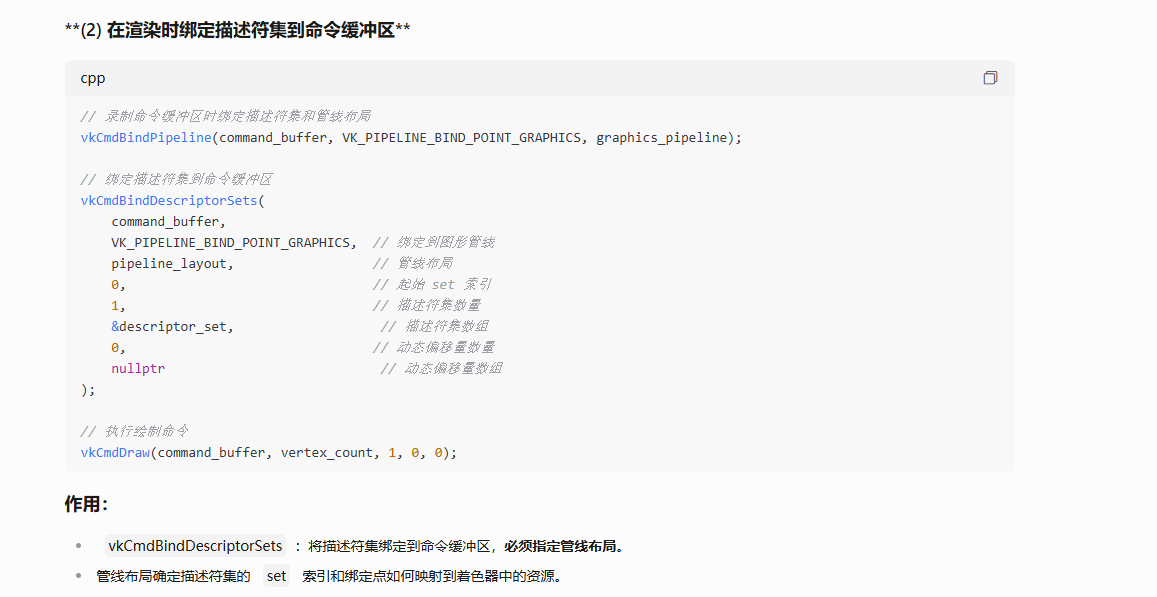 **(2) 在渲染时绑定描述符集到命令缓冲区**
cpp
// 录制命令缓冲区时绑定描述符集和管线布局
vkCmdBindPipeline(command_buffer, VK_PIPELINE_BIND_POINT_GRAPHICS, graphics_pipeline);
// 绑定描述符集到命令缓冲区
vkCmdBindDescriptorSets(
    command_buffer,
    VK_PIPELINE_BIND_POINT_GRAPHICS,  // 绑定到图形管线
    pipeline_layout,                  // 管线布局
    0,                                // 起始 set 索引
    1,                                // 描述符集数量
    &descriptor_set,                   // 描述符集数组
    0,                                // 动态偏移量数量
    nullptr                            // 动态偏移量数组
);
// 执行绘制命令
vkCmdDraw(command_buffer, vertex_count, 1, 0, 0);
作用：
• vkCmdBindDescriptorSets ：将描述符集绑定到命令缓冲区，必须指定管线布局。
• 管线布局确定描述符集的 set 索引和绑定点如何映射到着色器中的资源。